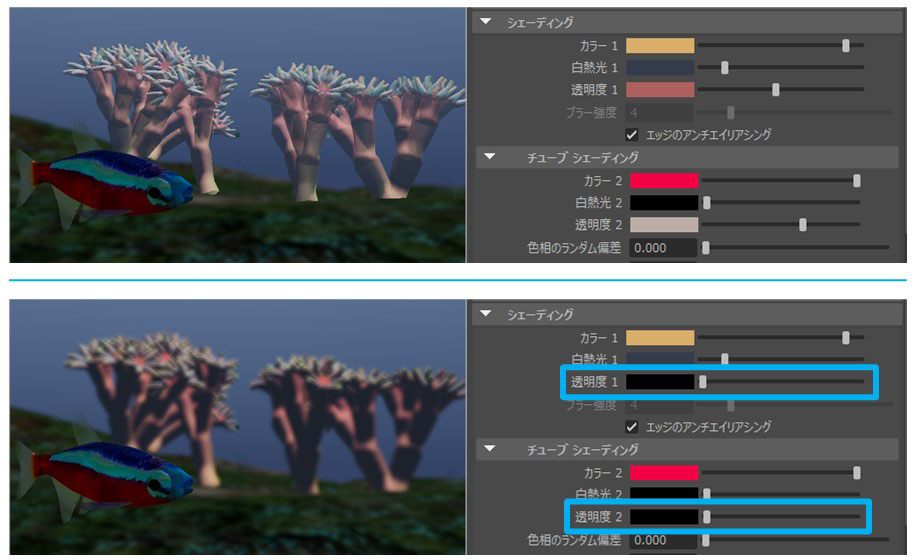 シェーディング
カラー 1
白熱光 1
透明度 1
ブラー強度 4
エッジのアンチエイリアシング
チューブ シェーディング
カラー 2
白熱光 2
透明度 2
色相のランダム偏差 0.000
シェーディング
カラー 1
白熱光 1
透明度 1
ブラー強度 4
エッジのアンチエイリアシング
チューブ シェーディング
カラー 2
白熱光 2
透明度 2
色相のランダム偏差 0.000